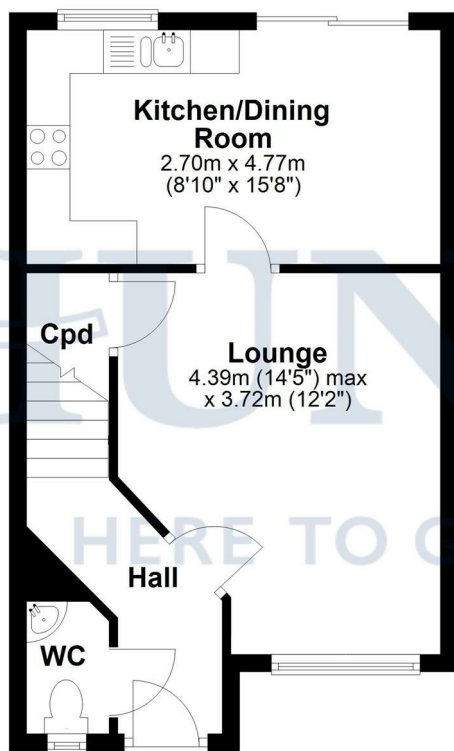 Kitchen/Dining
Room
2.70m x 4.77m
(8'10" x 15'8")
Cpd
Lounge
4.39m (14'5") max
x 3.72m (12'2")
HUN
HERE TO G
Hall
WC